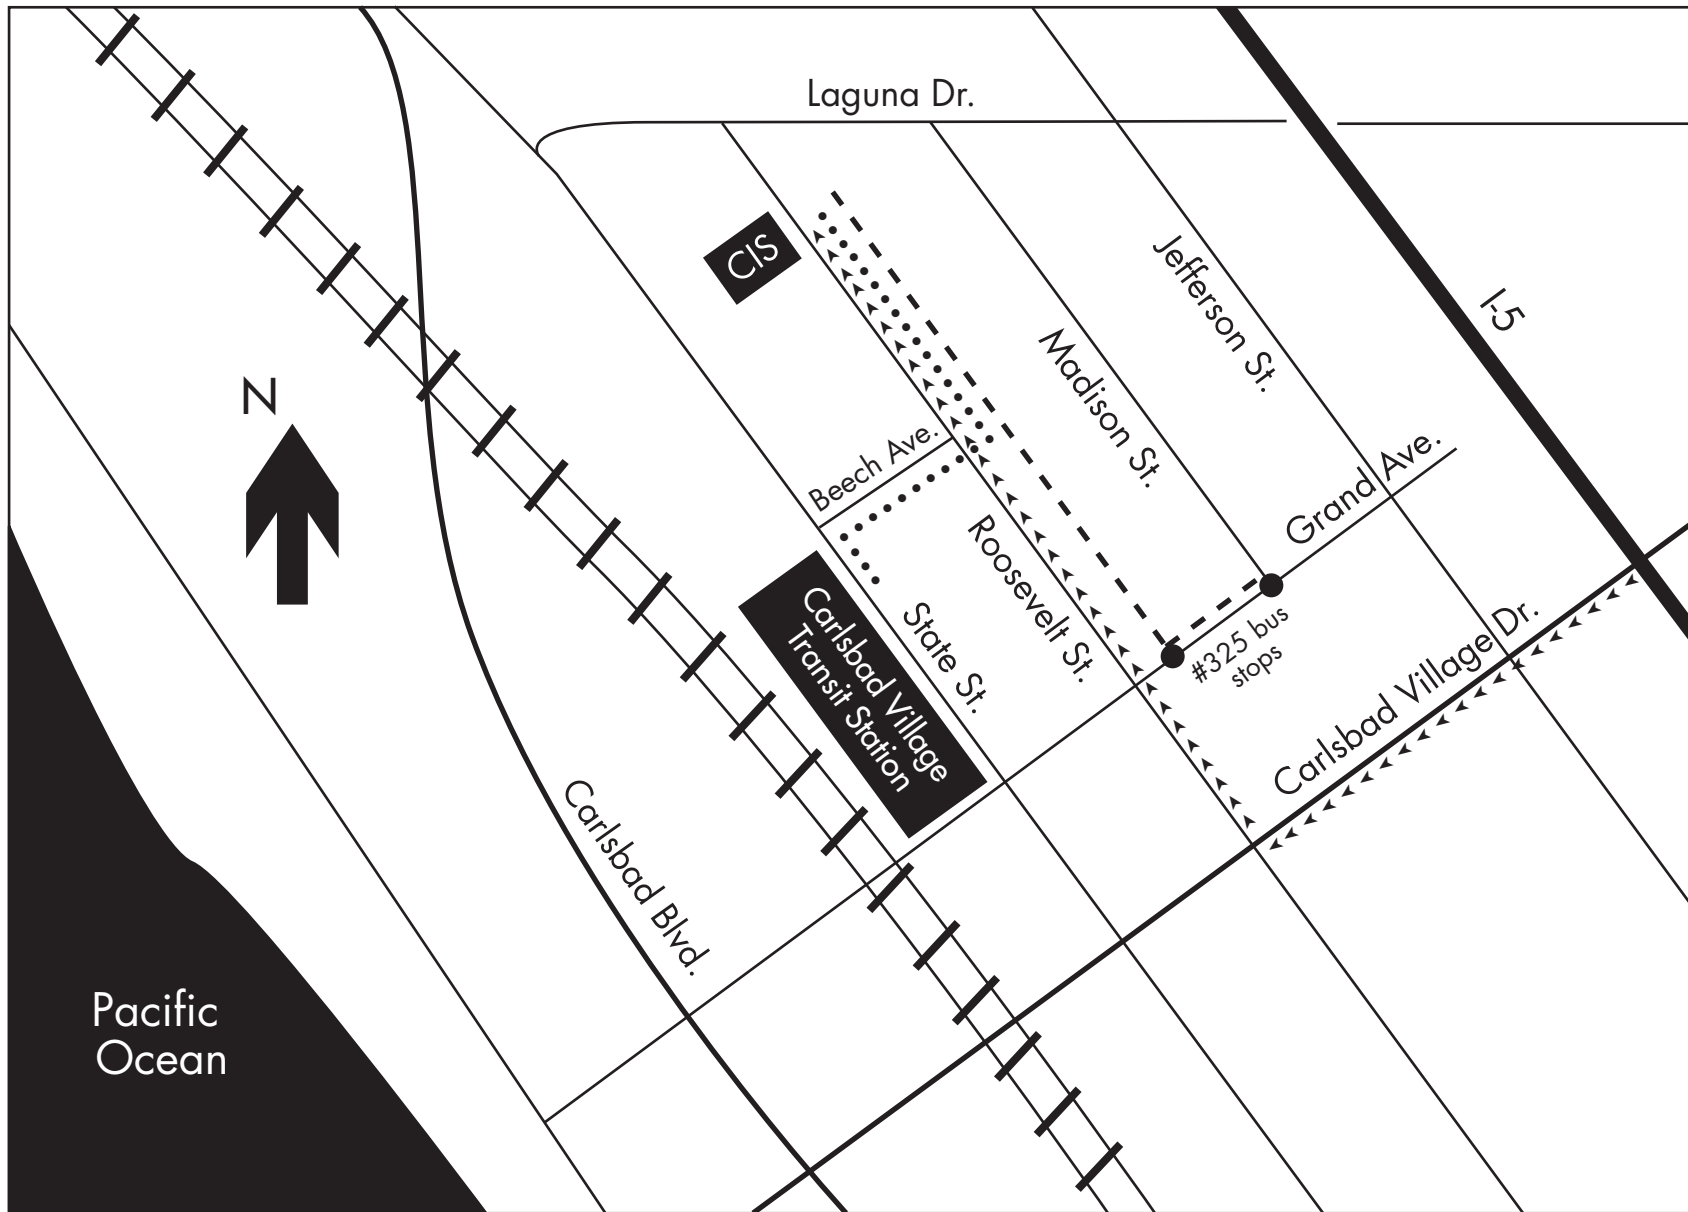 Laguna Dr.
CIS
Jefferson St.
I-5
Madison St.
N
Beech Ave.
Grand Ave.
Roosevelt St.
#325 bus
stops
State St.
Carlsbad Village
Transit Station
Carlsbad Village Dr.
Carlsbad Blvd.
Pacific
Ocean